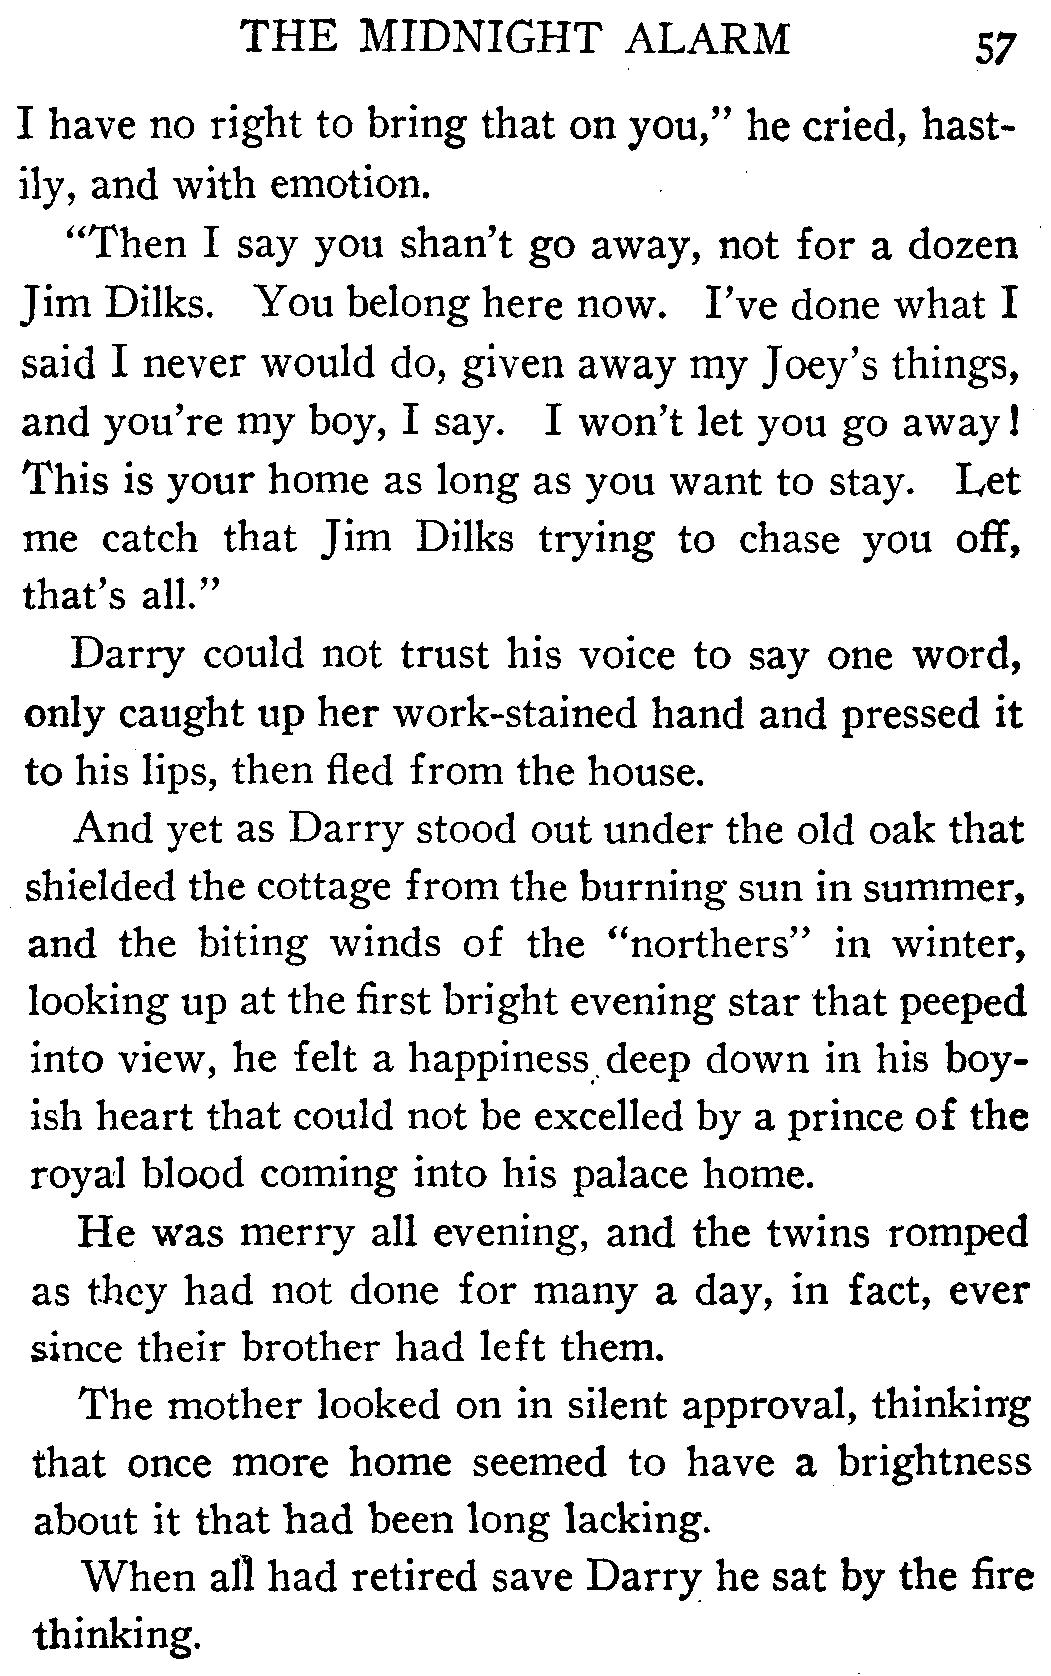 THE MIDNIGHT ALARM 57
I have no right to bring that on you,” he cried, hast-
ily, and with emotion.
“Then I say you shan’t go away, not for a dozen
Jim Dilks. You belong here now. I’ve done what I
said I never would do, given away my Joey’s things,
and you’re my boy, I say. I won’t let you go away!
This is your home as long as you want to stay. Let
me catch that Jim Dilks trying to chase you off,
that’s all.”
Darry could not trust his voice to say one word,
only caught up her work-stained hand and pressed it
to his lips, then fled from the house.
And yet as Darry stood out under the old oak that
shielded the cottage from the burning sun in summer,
and the biting winds of the “northers” in winter,
looking up at the first bright evening star that peeped
into view, he felt a happiness deep down in his boy-
ish heart that could not be excelled by a prince of the
royal blood coming into his palace home.
He was merry all evening, and the twins romped
as they had not done for many a day, in fact, ever
since their brother had left them.
The mother looked on in silent approval, thinking
that once more home seemed to have a brightness
about it that had been long lacking.
When all had retired save Darry he sat by the fire
thinking.